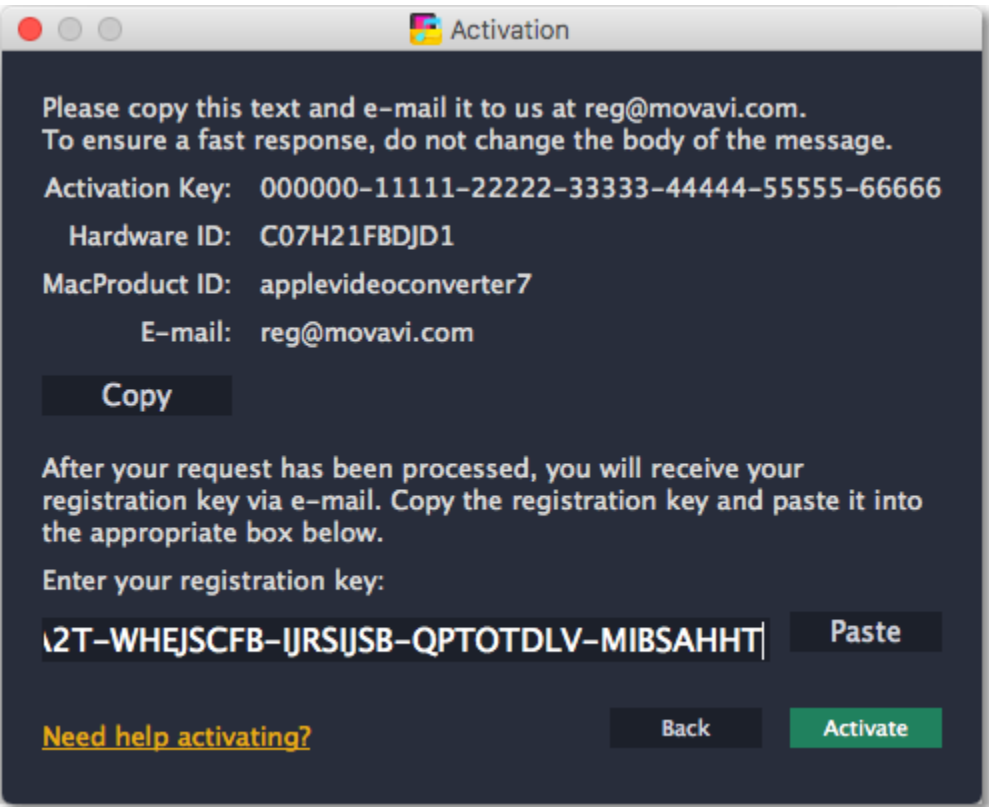 Activation
Please copy this text and e-mail it to us at reg@movavi.com.
To ensure a fast response, do not change the body of the message.
Activation Key: 000000-11111-22222-33333-44444-55555-66666
Hardware ID: C07H21FBDJD1
MacProduct ID: applevideoconverter7
E-mail: reg@movavi.com
Copy
After your request has been processed, you will receive your
registration key via e-mail. Copy the registration key and paste it into
the appropriate box below.
Enter your registration key:
A2T-WHEJSCFB-IJRSIJSB-QPTOTDLV-MIBSAHHT
Paste
Need help activating?
Back
Activate